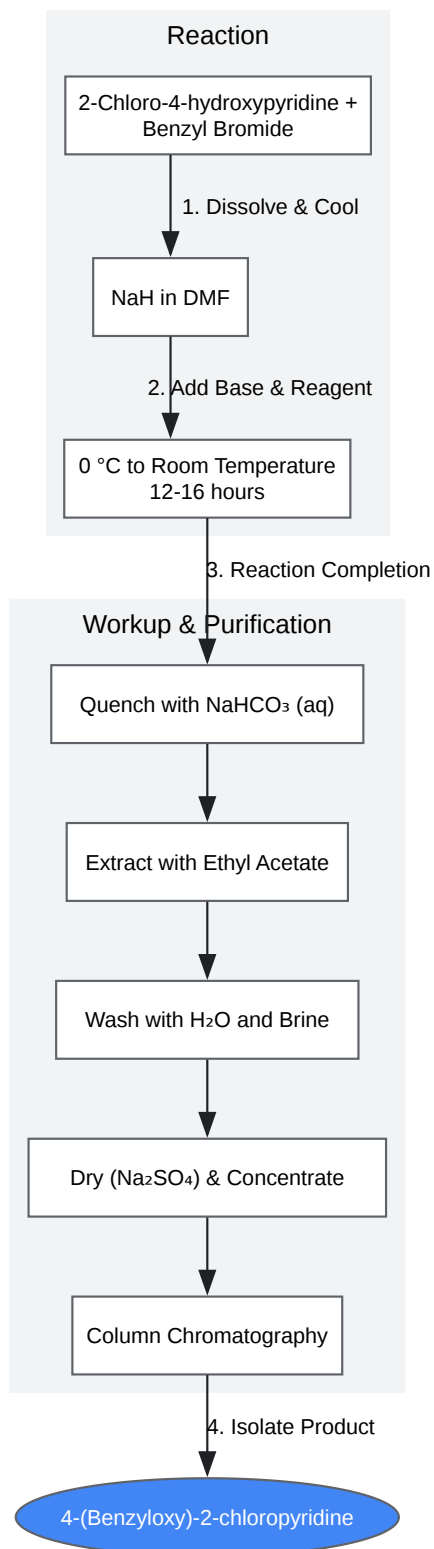 Reaction
2-Chloro-4-hydroxypyridine +
Benzyl Bromide
1. Dissolve & Cool
NaH in DMF
2. Add Base & Reagent
0 °C to Room Temperature
12-16 hours
3. Reaction Completion
Workup & Purification
Quench with NaHCO₃ (aq)
Extract with Ethyl Acetate
Wash with H₂O and Brine
Dry (Na₂SO₄) & Concentrate
Column Chromatography
4. Isolate Product
4-(Benzyloxy)-2-chloropyridine